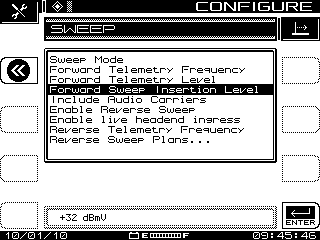 CONFIGURE
SWEEP
Sweep Mode
Forward Telemetry Frequency
Forward Telemetry Level
Forward Sweep Insertion Level
Include Audio Carriers
Enable Reverse Sweep
Enable live headend ingress
Reverse Telemetry Frequency
Reverse Sweep Plans...
+32 dBmV
ENTER
10/01/10
E F
09:45:46